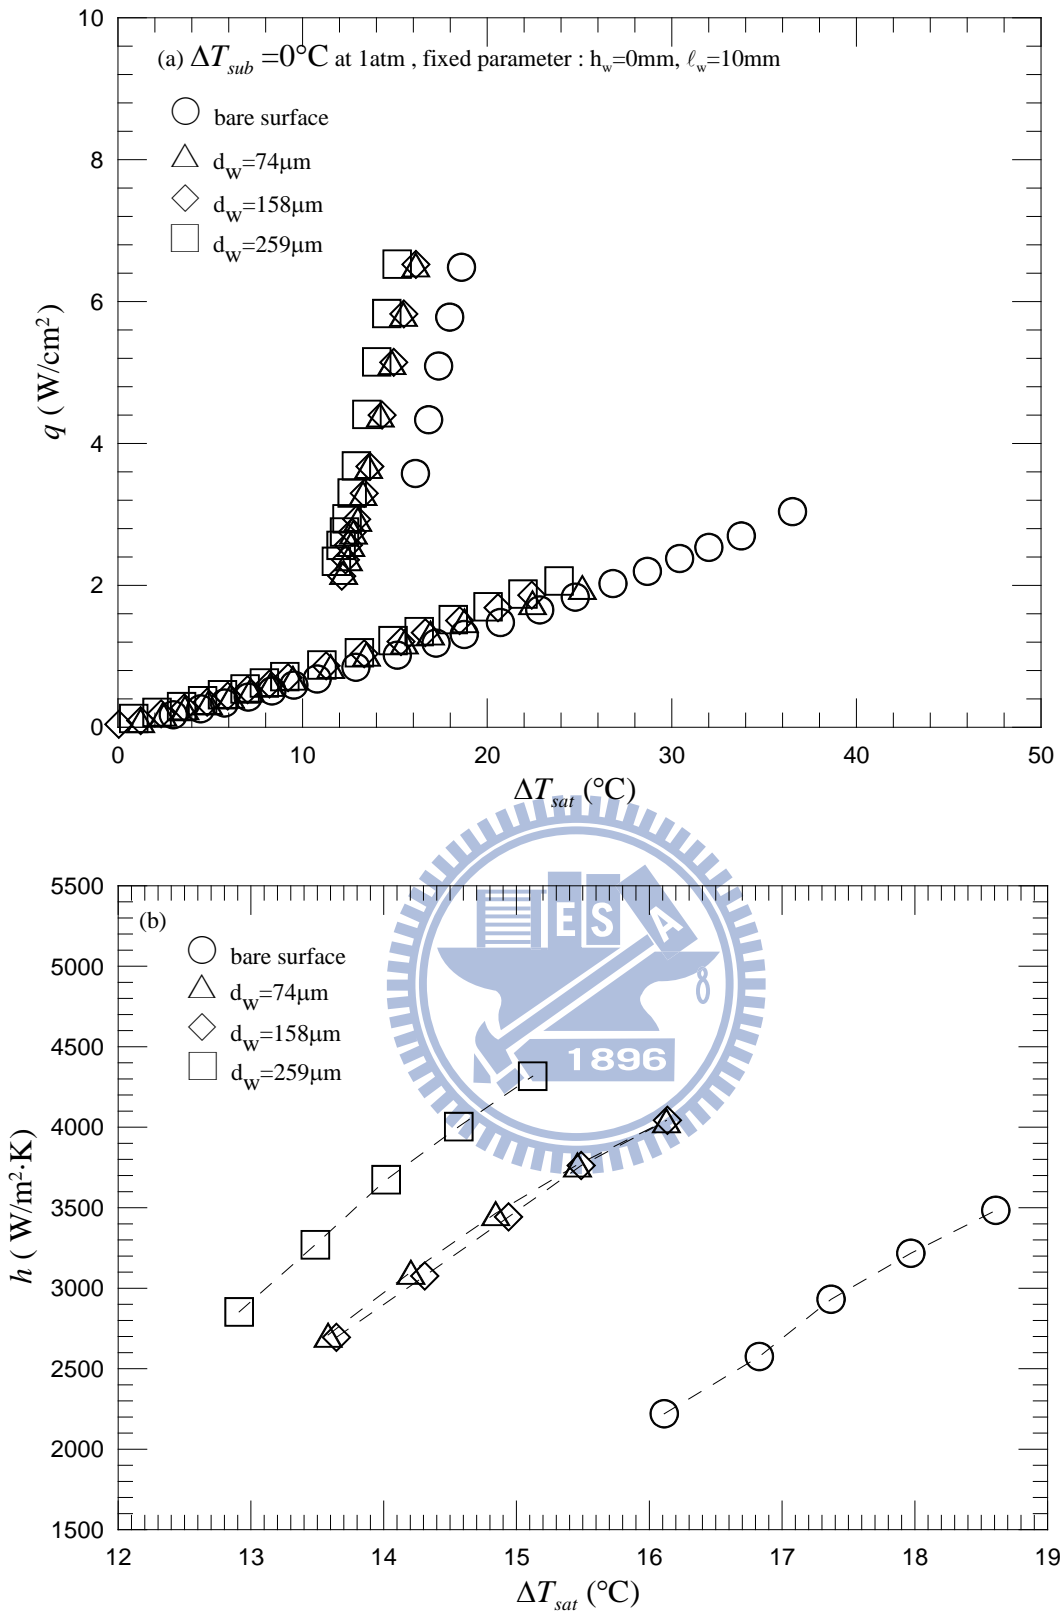 10
(a) ΔT_sub =0°C at 1atm , fixed parameter : h_w=0mm, ℓ_w=10mm
bare surface
d_w=74μm
d_w=158μm
d_w=259μm
8
6
4
2
0
q ( W/cm²)
0 10 20 30 40 50
ΔT_sat (°C)
5500
(b)
bare surface
d_w=74μm
d_w=158μm
d_w=259μm
E S A
1896
5000
4500
4000
3500
3000
2500
2000
1500
h ( W/m²·K)
12 13 14 15 16 17 18 19
ΔT_sat (°C)